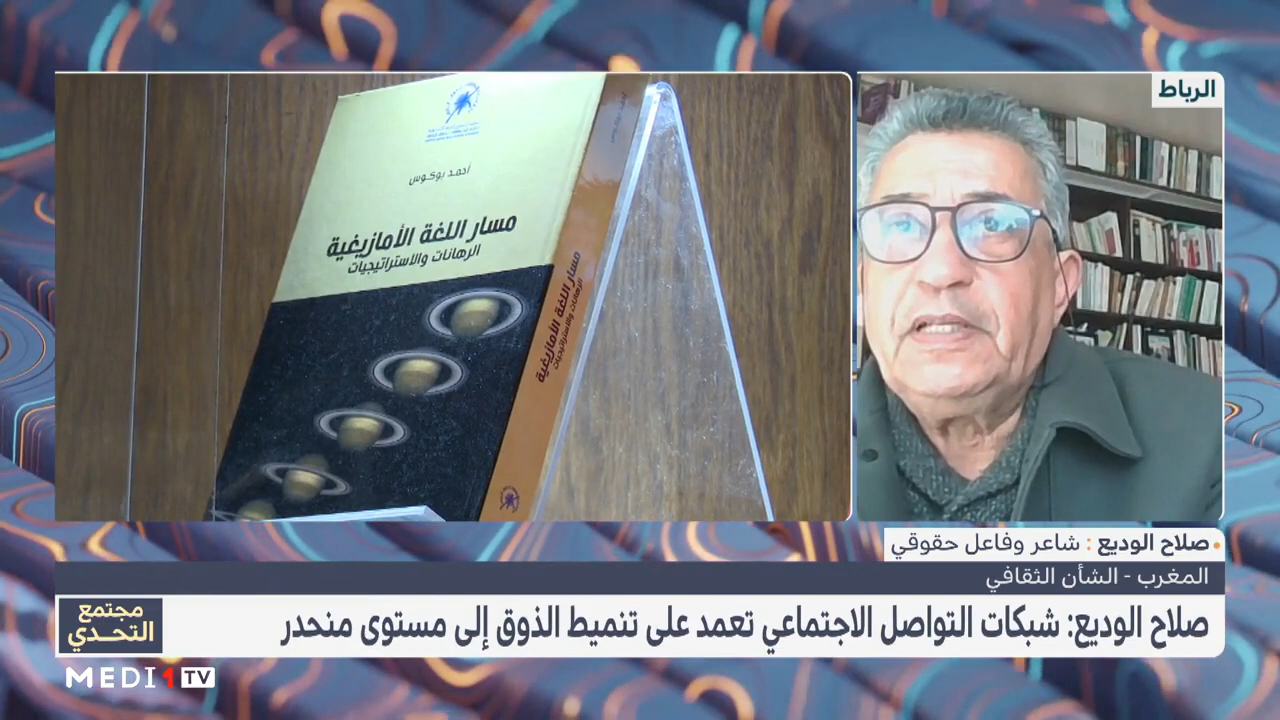 الرباط
أحمد بوكوس
مسار اللغة الأمازيغية
الرهانات والاستراتيجيات
مسار اللغة الأمازيغية
الرهانات والاستراتيجيات
صلاح الوديع : شاعر وفاعل حقوقي
المغرب - الشأن الثقافي
صلاح الوديع: شبكات التواصل الاجتماعي تعمد على تنميط الذوق إلى مستوى منحدر
مجتمع
التحدي
MEDI1TV